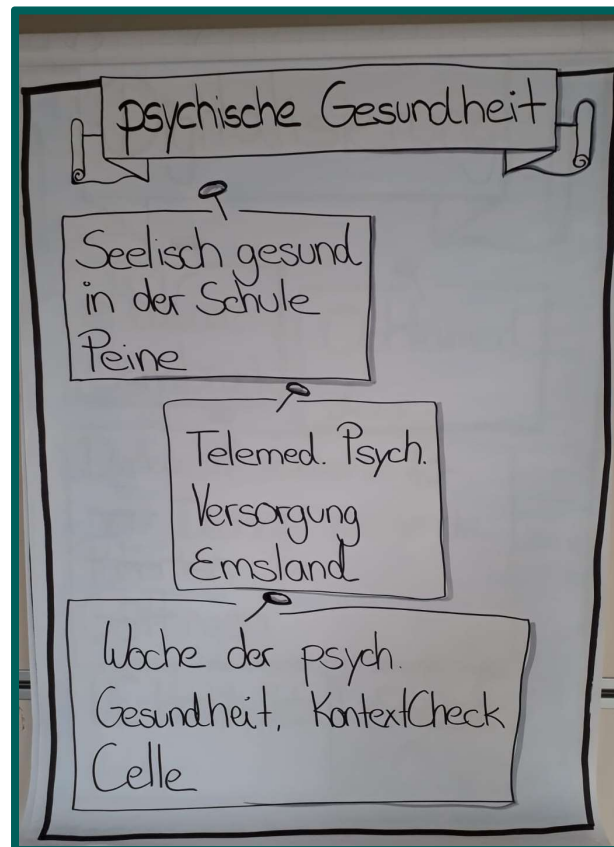 psychische Gesundheit
Seelisch gesund
in der Schule
Peine
Telemed. Psych.
Versorgung
Emsland
Woche der psych.
Gesundheit, KontextCheck
Celle